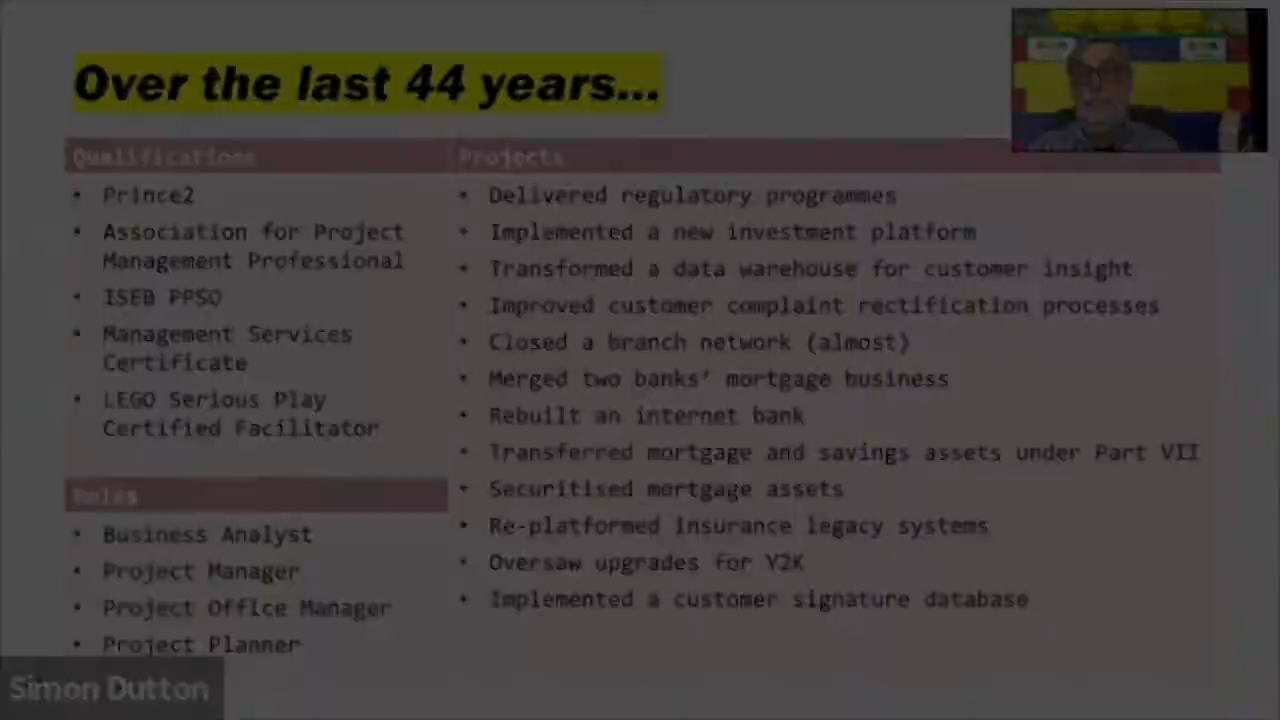 Over the last 44 years...
Qualifications
• Prince2
• Association for Project
Management Professional
• ISEB PPSO
• Management Services
Certificate
• LEGO Serious Play
Certified Facilitator
Roles
• Business Analyst
• Project Manager
• Project Office Manager
• Project Planner
Projects
• Delivered regulatory programmes
• Implemented a new investment platform
• Transformed a data warehouse for customer insight
• Improved customer complaint rectification processes
• Closed a branch network (almost)
• Merged two banks’ mortgage business
• Rebuilt an internet bank
• Transferred mortgage and savings assets under Part VII
• Securitised mortgage assets
• Re-platformed insurance legacy systems
• Oversaw upgrades for Y2K
• Implemented a customer signature database
Simon Dutton